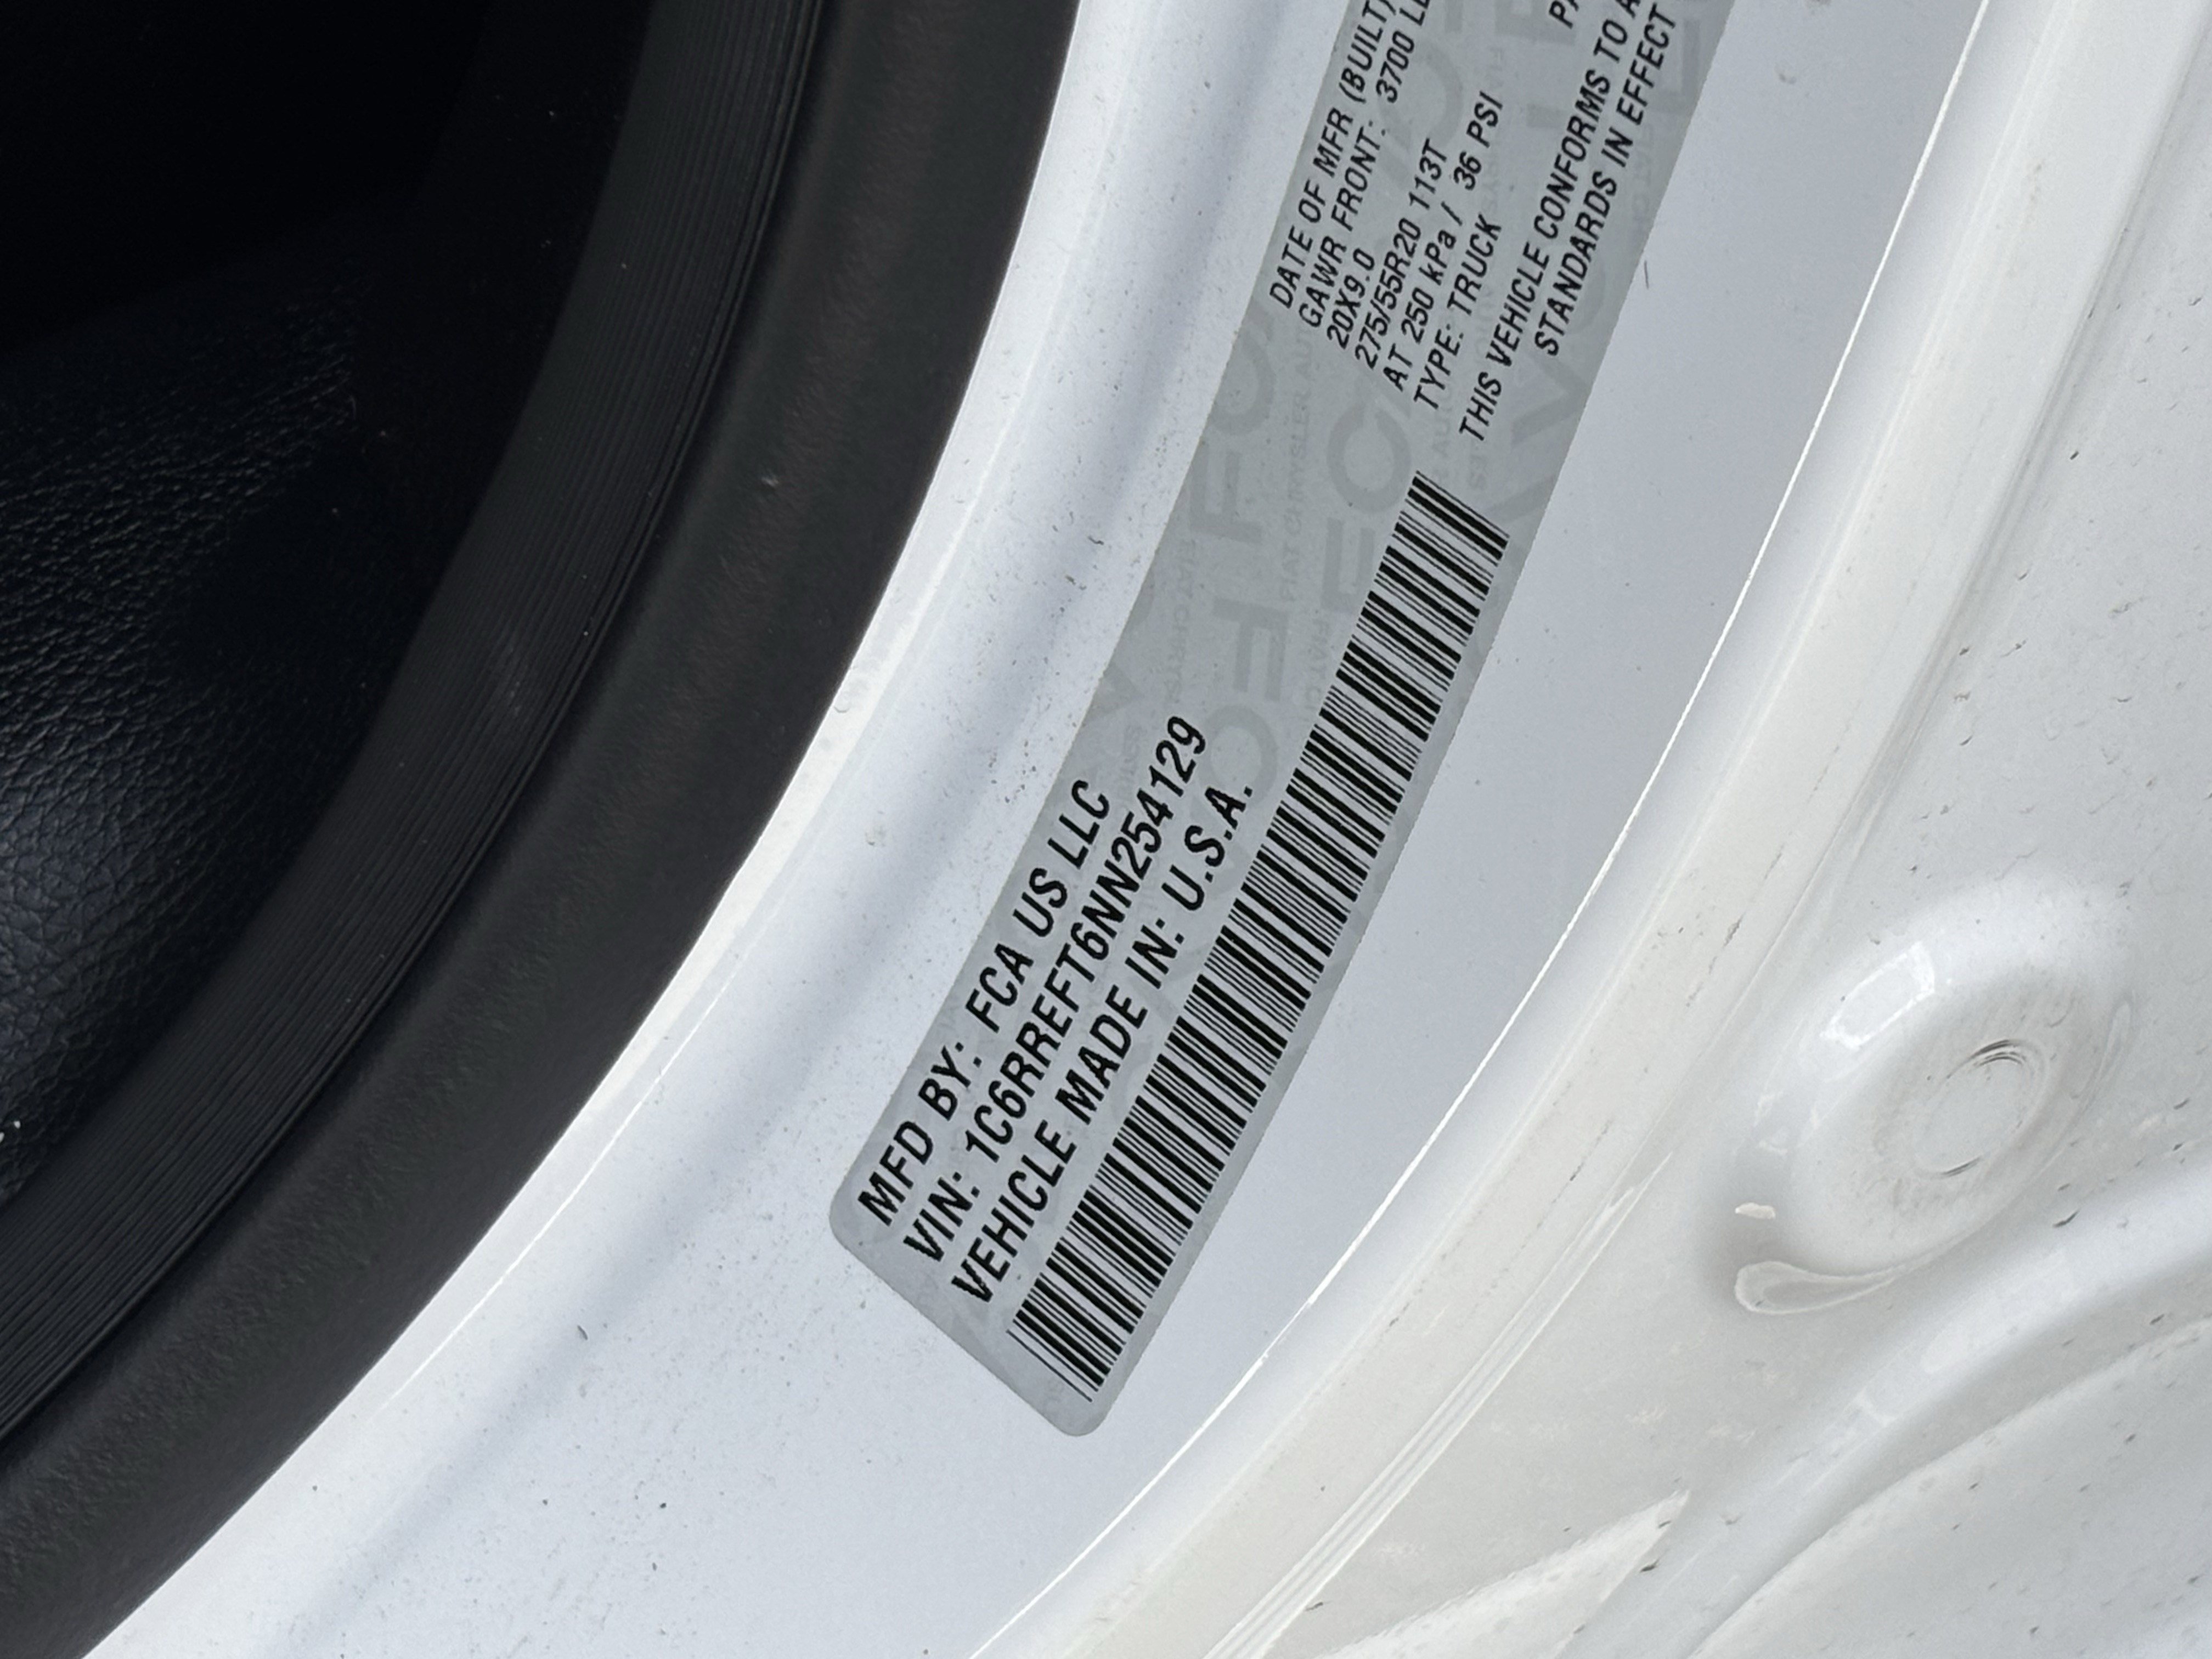 MFD BY: FCA US LLC
VIN: 1C6RREFT6NN254129
VEHICLE MADE IN: U.S.A.
DATE OF MFR (BUILT)
GAWR FRONT: 3700
20X9.0
275/55R20 113T
AT 250 kPa / 36 PSI
TYPE: TRUCK
THIS VEHICLE CONFORMS TO
STANDARDS IN EFFECT